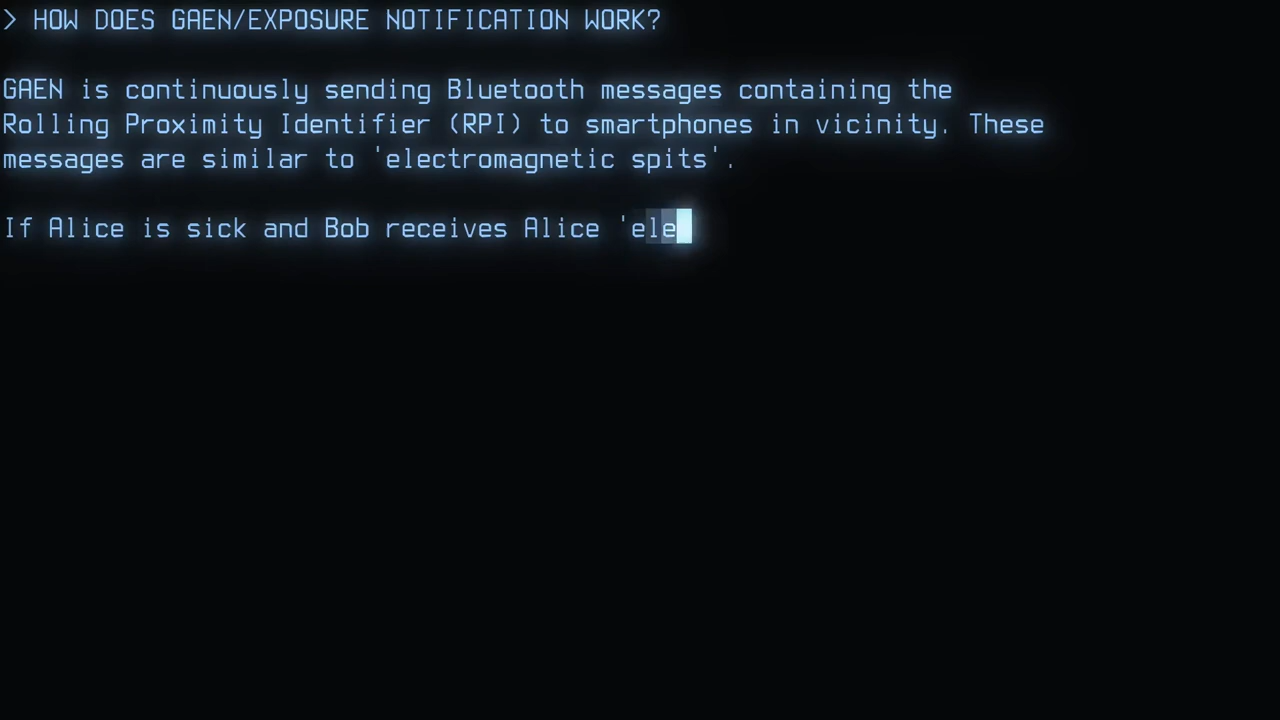 > HOW DOES GAEN/EXPOSURE NOTIFICATION WORK?
GAEN is continuously sending Bluetooth messages containing the
Rolling Proximity Identifier (RPI) to smartphones in vicinity. These
messages are similar to 'electromagnetic spits'.
If Alice is sick and Bob receives Alice 'ele